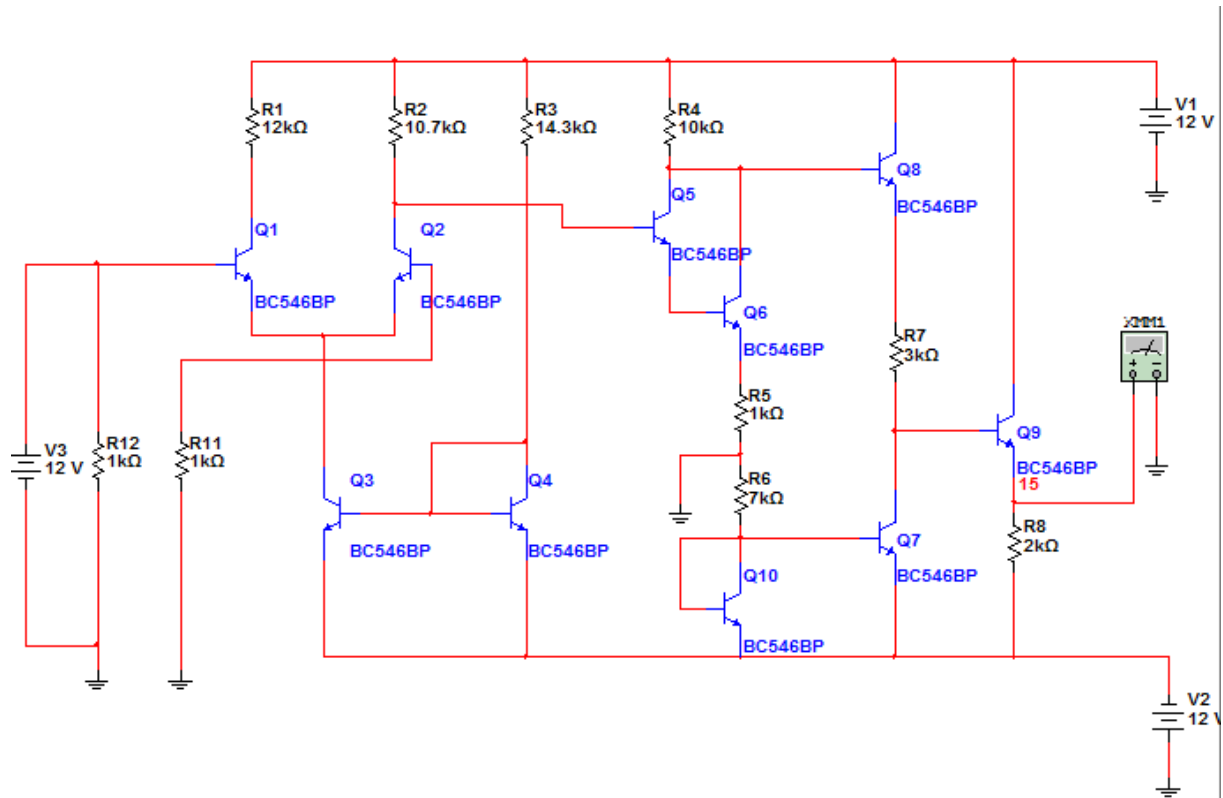 R1
12kΩ
R2
10.7kΩ
R3
14.3kΩ
R4
10kΩ
V1
12 V
Q5
BC546BP
Q8
BC546BP
Q1
BC546BP
Q2
BC546BP
Q6
BC546BP
XMM1
R7
3kΩ
R5
1kΩ
V3
12 V
R12
1kΩ
R11
1kΩ
Q9
BC546BP
15
Q3
BC546BP
Q4
BC546BP
R6
7kΩ
R8
2kΩ
Q7
BC546BP
Q10
BC546BP
V2
12 V